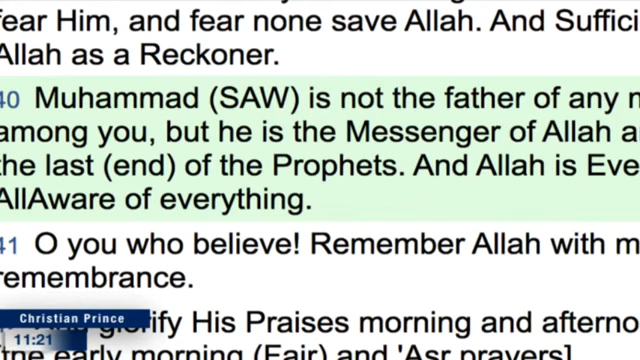 fear Him, and fear none save Allah. And Suffici
Allah as a Reckoner.
40 Muhammad (SAW) is not the father of any m
among you, but he is the Messenger of Allah a
the last (end) of the Prophets. And Allah is Eve
AllAware of everything.
41 O you who believe! Remember Allah with m
remembrance.
glorify His Praises morning and afterno
[the early morning (Fajr) and 'Asr prayers].
Christian Prince
11:21